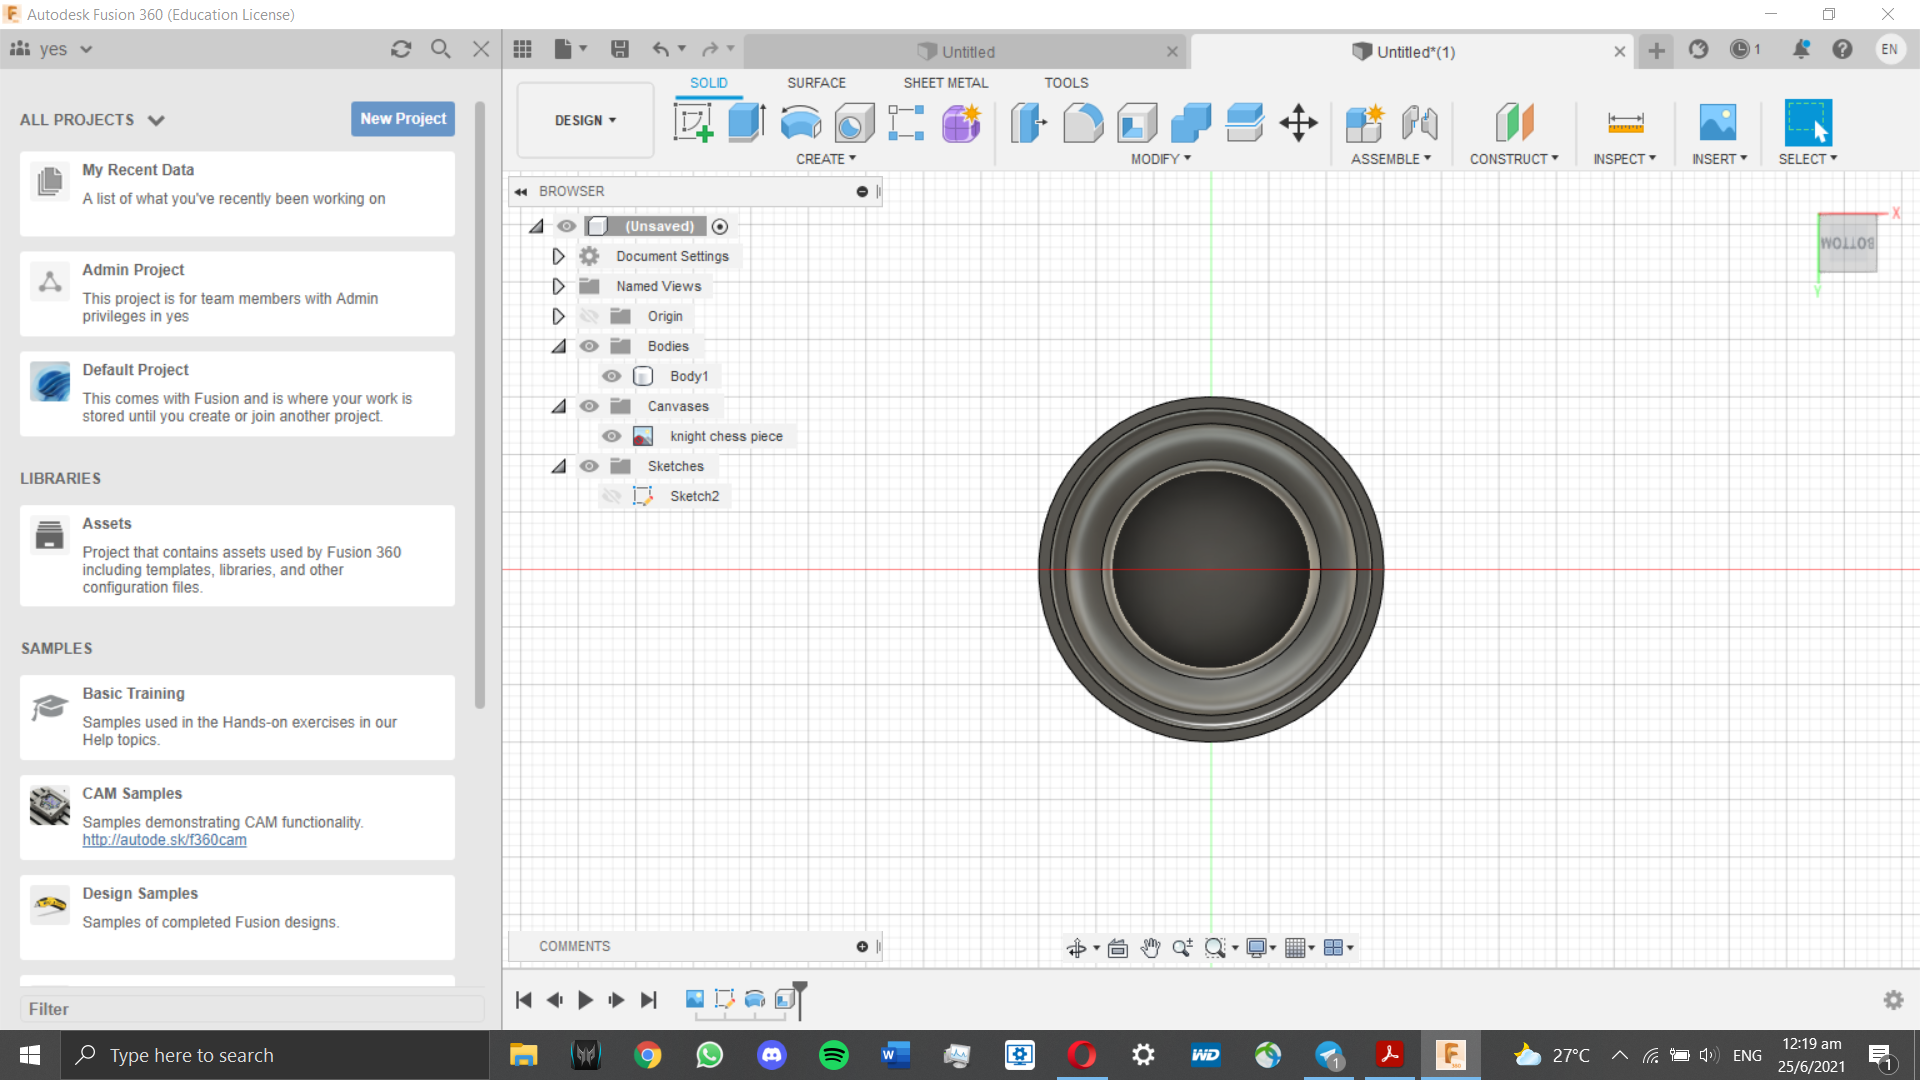 Autodesk Fusion 360 (Education License)
yes
Untitled
Untitled*(1)
1
EN
SOLID
SURFACE
SHEET METAL
TOOLS
ALL PROJECTS
New Project
DESIGN
CREATE
MODIFY
ASSEMBLE
CONSTRUCT
INSPECT
INSERT
SELECT
My Recent Data
A list of what you've recently been working on
Admin Project
This project is for team members with Admin
privileges in yes
Default Project
This comes with Fusion and is where your work is
stored until you create or join another project.
LIBRARIES
Assets
Project that contains assets used by Fusion 360
including templates, libraries, and other
configuration files.
SAMPLES
Basic Training
Samples used in the Hands-on exercises in our
Help topics.
CAM Samples
Samples demonstrating CAM functionality.
http://autode.sk/f360cam
Design Samples
Samples of completed Fusion designs.
Filter
BROWSER
(Unsaved)
Document Settings
Named Views
Origin
Bodies
Body1
Canvases
knight chess piece
Sketches
Sketch2
X
BOTTOM
Y
COMMENTS
Type here to search
W
WD
1
F
360
27°C
ENG
12:19 am
25/6/2021
1